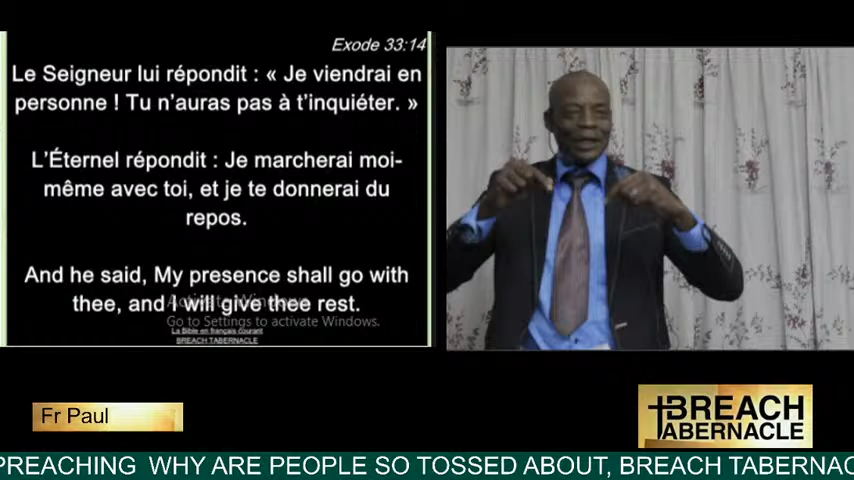 Exode 33:14
Le Seigneur lui répondit : « Je viendrai en
personne ! Tu n'auras pas à t'inquiéter. »
L'Éternel répondit : Je marcherai moi-
même avec toi, et je te donnerai du
repos.
And he said, My presence shall go with
thee, and I will give thee rest.
Activate Windows
Go to Settings to activate Windows.
La Bible en français courant
BREACH TABERNACLE
Fr Paul
BREACH
TABERNACLE
PREACHING WHY ARE PEOPLE SO TOSSED ABOUT, BREACH TABERNAC